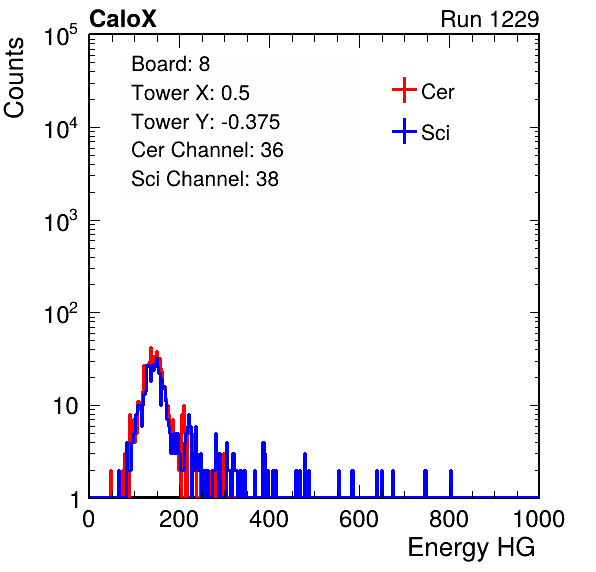 CaloX Run 1229
Counts
10^5
10^4
10^3
10^2
10
1
Board: 8
Tower X: 0.5
Tower Y: -0.375
Cer Channel: 36
Sci Channel: 38
Cer
Sci
0 200 400 600 800 1000
Energy HG